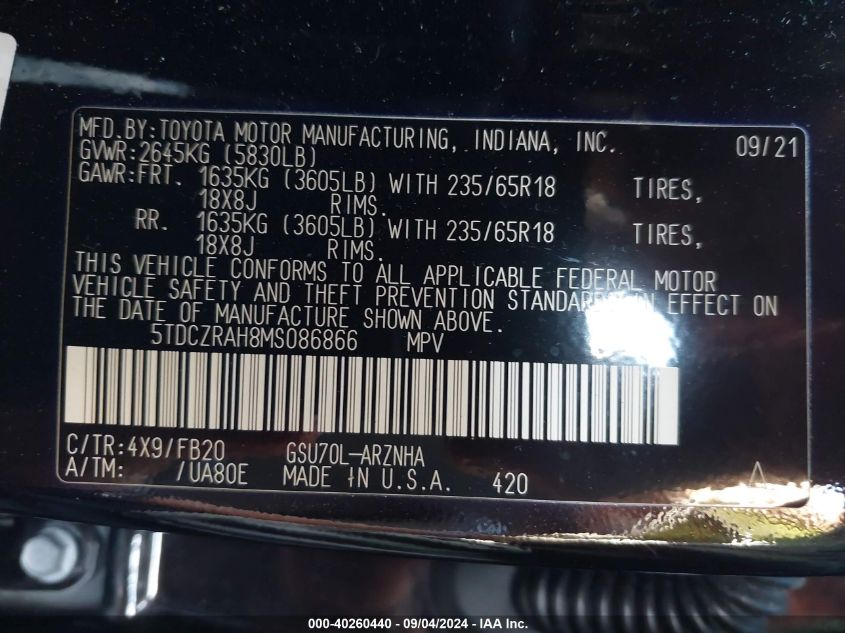 MFD.BY:TOYOTA MOTOR MANUFACTURING, INDIANA, INC. 09/21
GVWR:2645KG (5830LB)
GAWR:FRT. 1635KG (3605LB) WITH 235/65R18 TIRES,
18X8J RIMS.
RR. 1635KG (3605LB) WITH 235/65R18 TIRES,
18X8J RIMS.
THIS VEHICLE CONFORMS TO ALL APPLICABLE FEDERAL MOTOR
VEHICLE SAFETY AND THEFT PREVENTION STANDARDS IN EFFECT ON
THE DATE OF MANUFACTURE SHOWN ABOVE.
5TDCZRAH8MS086866 MPV
C/TR:4X9/FB20 GSU70L-ARZNHA
A/TM: /UA80E MADE IN U.S.A. 420
000-40260440 - 09/04/2024 - IAA Inc.